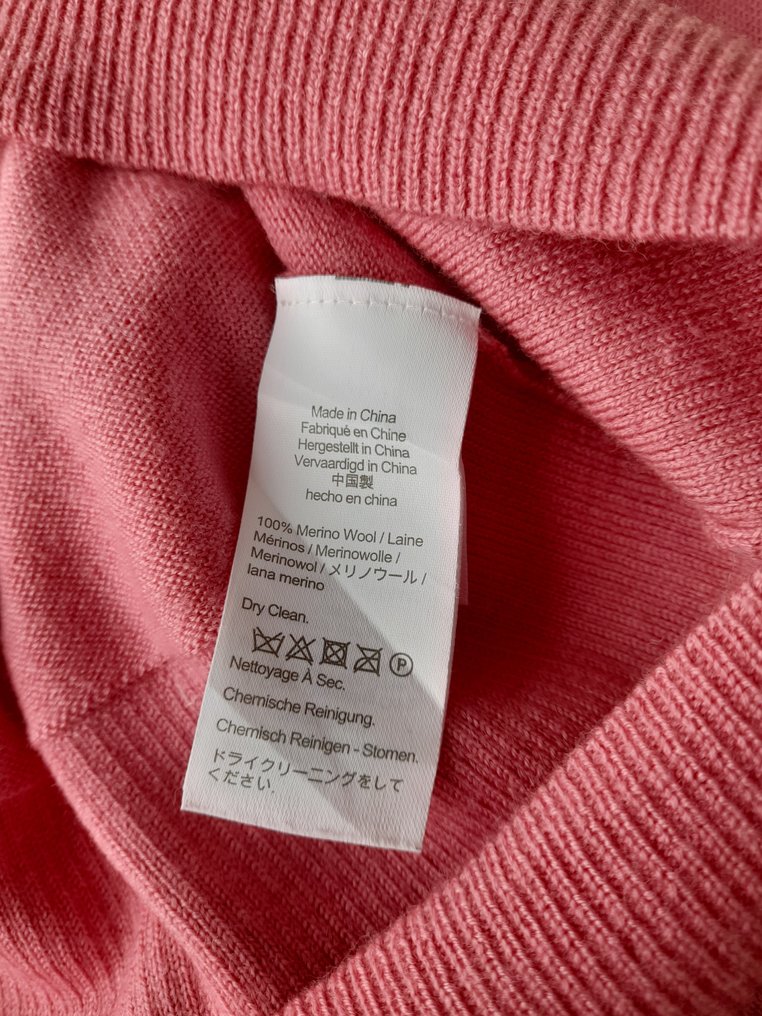 Made in China
Fabriqué en Chine
Hergestellt in China
Vervaardigd in China
中国製
hecho en china
100% Merino Wool / Laine
Mérinos / Merinowolle /
Merinowol / メリノウール /
lana merino
Dry Clean.
P
Nettoyage À Sec.
Chemische Reinigung.
Chemisch Reinigen - Stomen.
ドライクリーニングをして
ください.